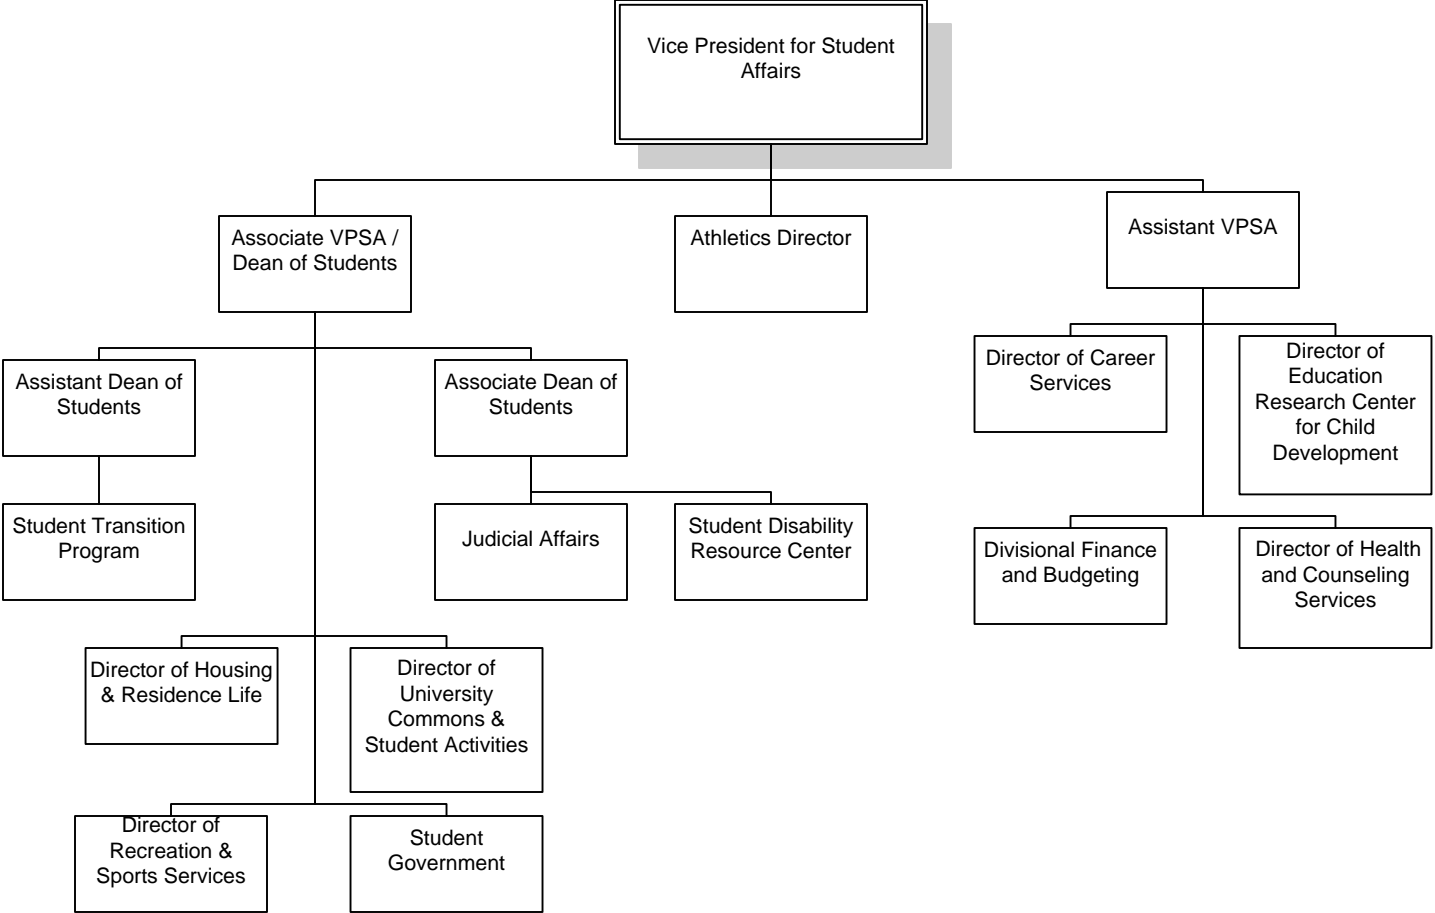 Vice President for Student
Affairs
Associate VPSA /
Dean of Students
Athletics Director
Assistant VPSA
Assistant Dean of
Students
Associate Dean of
Students
Director of Career
Services
Director of
Education
Research Center
for Child
Development
Student Transition
Program
Judicial Affairs
Student Disability
Resource Center
Divisional Finance
and Budgeting
Director of Health
and Counseling
Services
Director of Housing
& Residence Life
Director of
University
Commons &
Student Activities
Director of
Recreation &
Sports Services
Student
Government